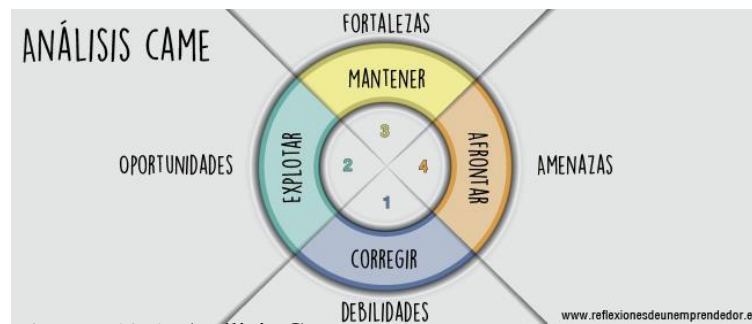 ANÁLISIS CAME
FORTALEZAS
MANTENER
3
OPORTUNIDADES
EXPLOTAR
2
4
AFRONTAR
AMENAZAS
1
CORREGIR
DEBILIDADES
www.reflexionesdeunemprendedor.e